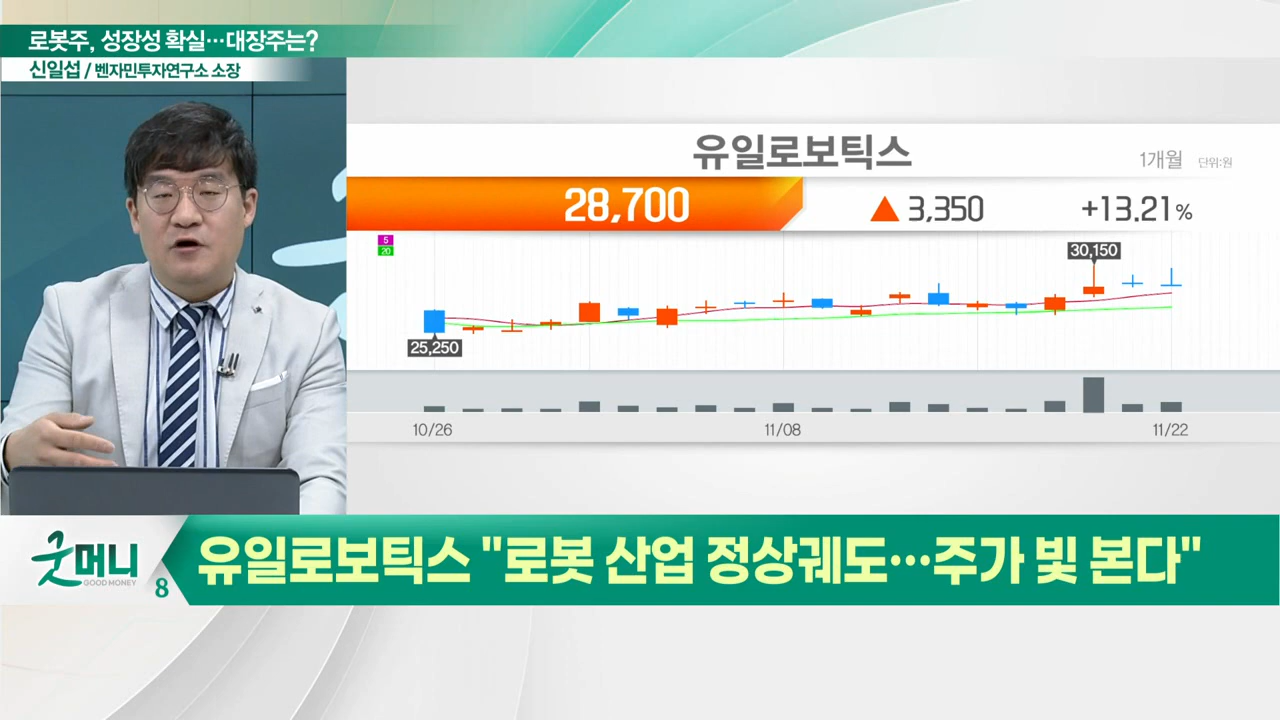 로봇주, 성장성 확실…대장주는?
신일섭 / 벤자민투자연구소 소장
유일로보틱스
1개월 단위:원
28,700 ▲ 3,350 +13.21%
5
20
30,150
25,250
10/26 11/08 11/22
굿머니
GOOD MONEY
8
유일로보틱스 "로봇 산업 정상궤도…주가 빛 본다"